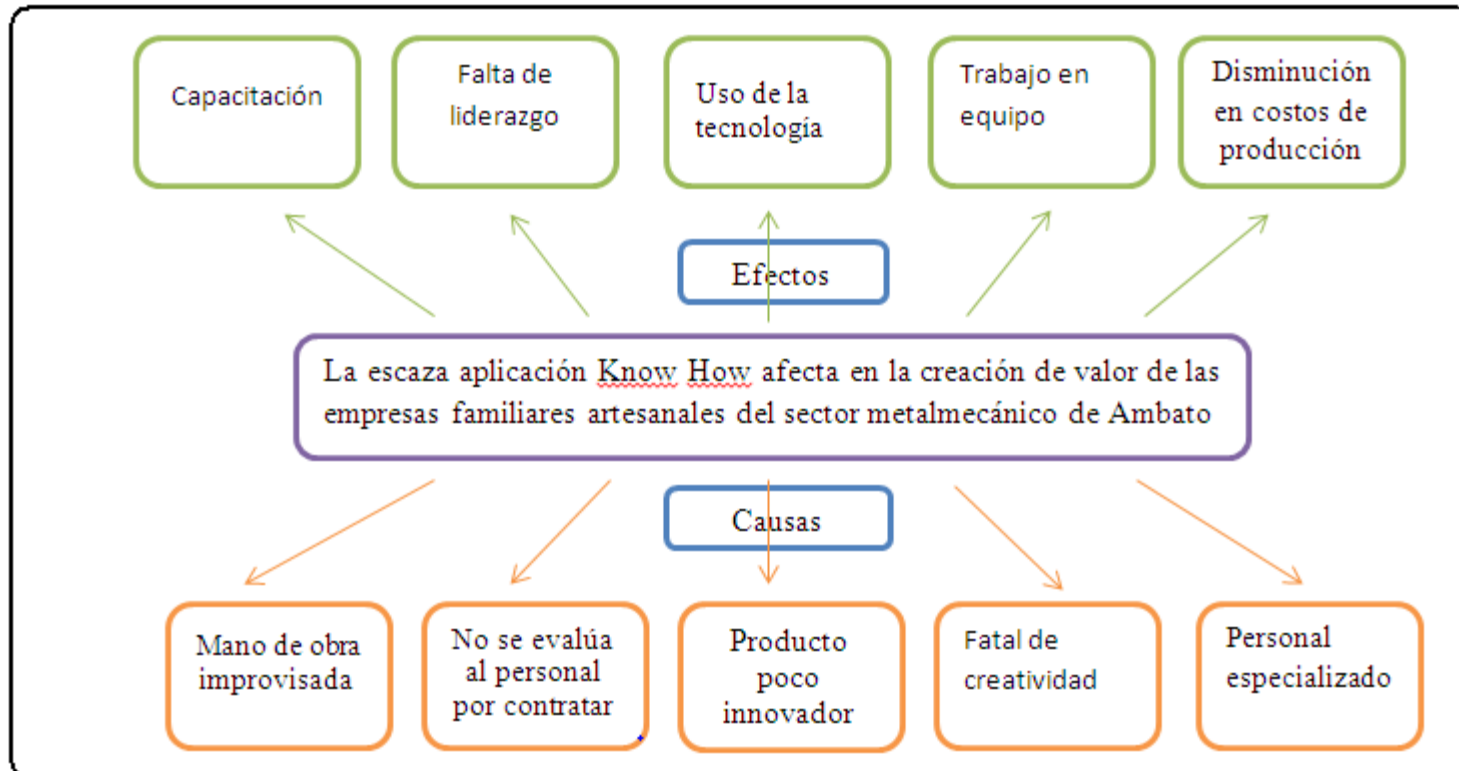 Capacitación
Falta de
liderazgo
Uso de la
tecnología
Trabajo en
equipo
Disminución
en costos de
producción
Efectos
La escaza aplicación Know How afecta en la creación de valor de las
empresas familiares artesanales del sector metalmecánico de Ambato
Causas
Mano de obra
improvisada
No se evalúa
al personal
por contratar
Producto
poco
innovador
Fatal de
creatividad
Personal
especializado